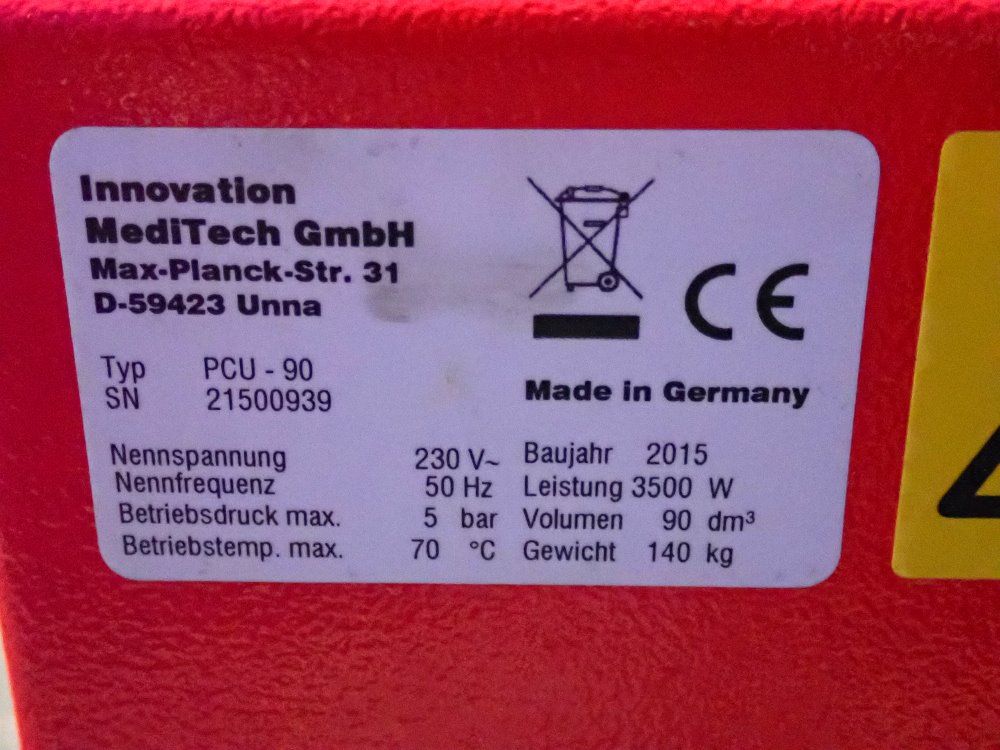 Innovation
MediTech GmbH
Max-Planck-Str. 31
D-59423 Unna
CE
Made in Germany
Typ PCU - 90
SN 21500939
Nennspannung 230 V~
Nennfrequenz 50 Hz
Betriebsdruck max. 5 bar
Betriebstemp. max. 70 °C
Baujahr 2015
Leistung 3500 W
Volumen 90 dm³
Gewicht 140 kg